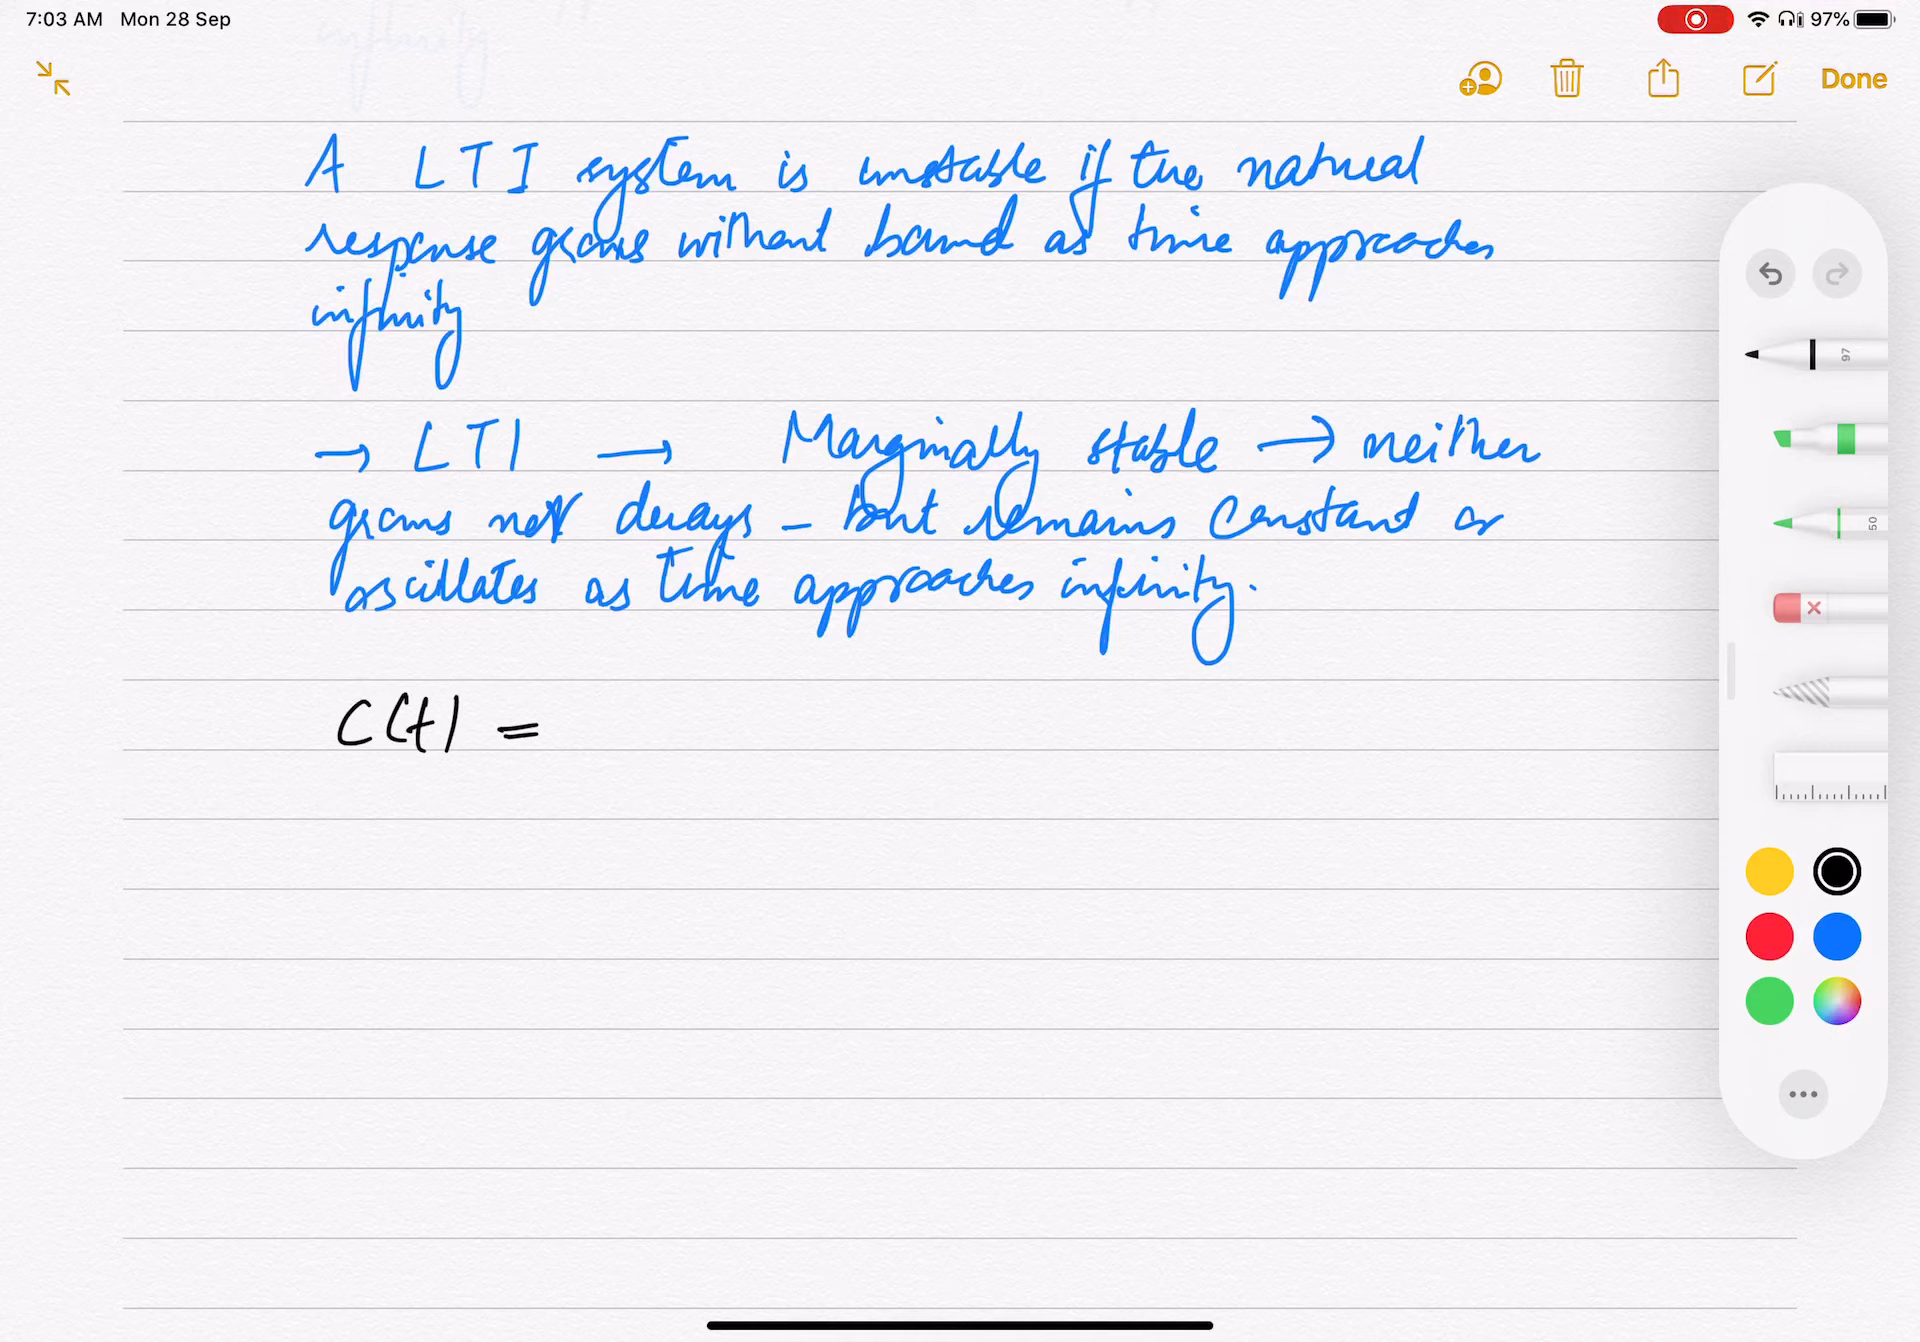 7:03 AM Mon 28 Sep
97%
Done
A LTI system is unstable if the natural
response grows without bound as time approaches
infinity
→ LTI → Marginally stable → neither
grows nor decays - but remains constant or
oscillates as time approaches infinity.
C(t) =
97
50